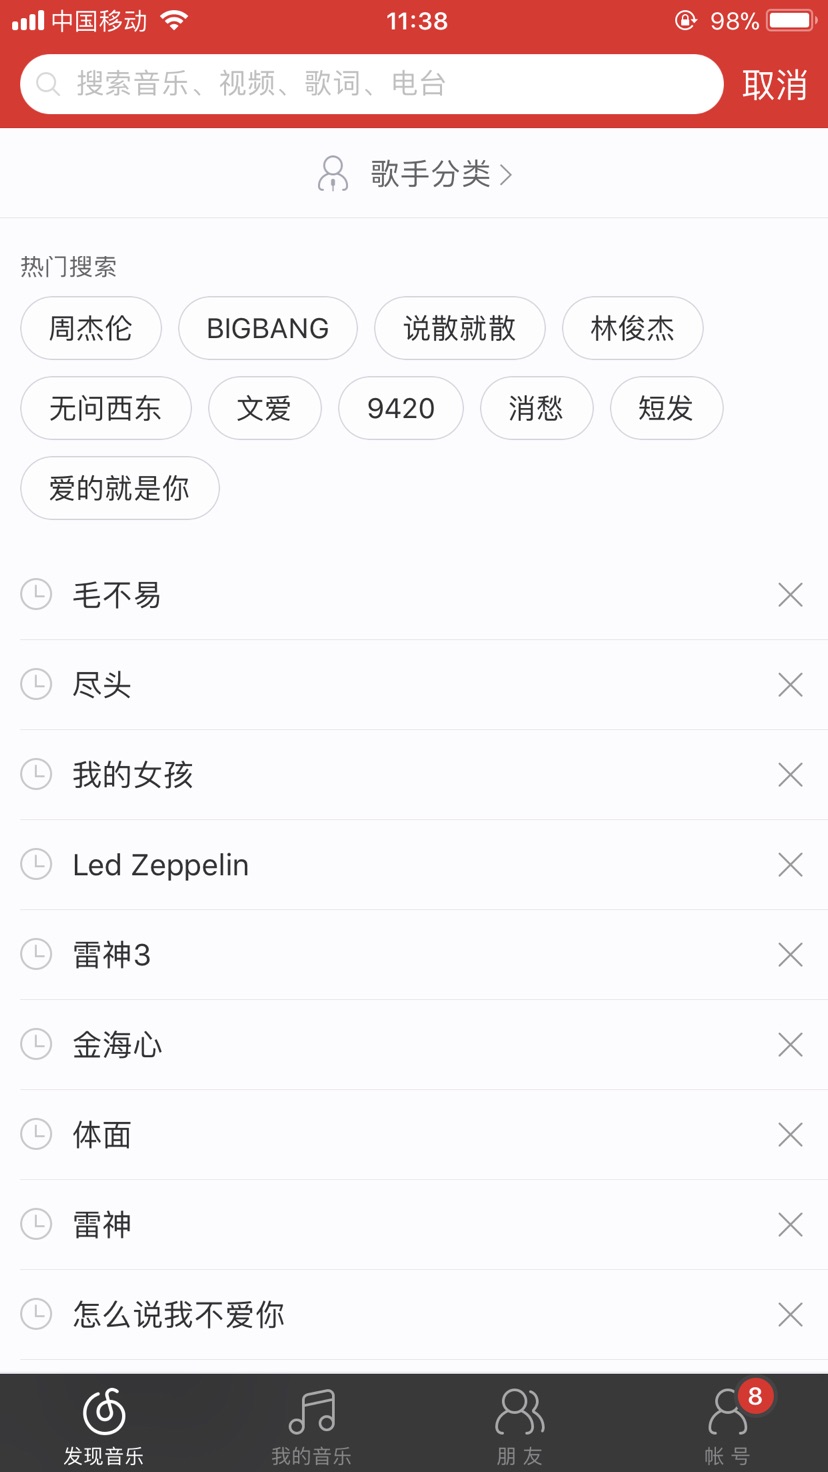 中国移动 11:38 98%
搜索音乐、视频、歌词、电台 取消
歌手分类
热门搜索
周杰伦 BIGBANG 说散就散 林俊杰
无问西东 文爱 9420 消愁 短发
爱的就是你
毛不易
尽头
我的女孩
Led Zeppelin
雷神3
金海心
体面
雷神
怎么说我不爱你
8
发现音乐 我的音乐 朋友 帐号